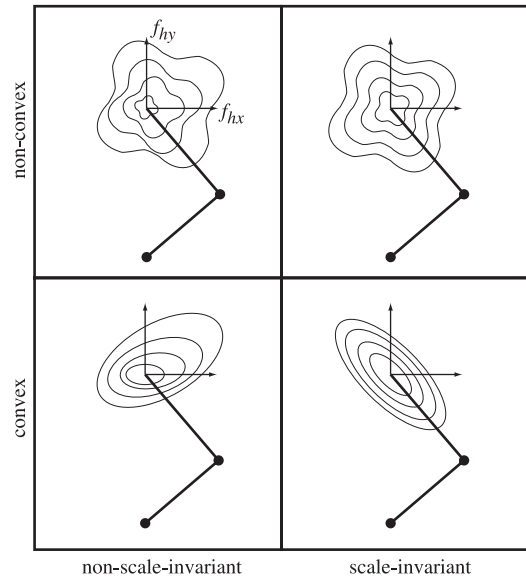 f_hy
f_hx
non-convex
convex
non-scale-invariant
scale-invariant